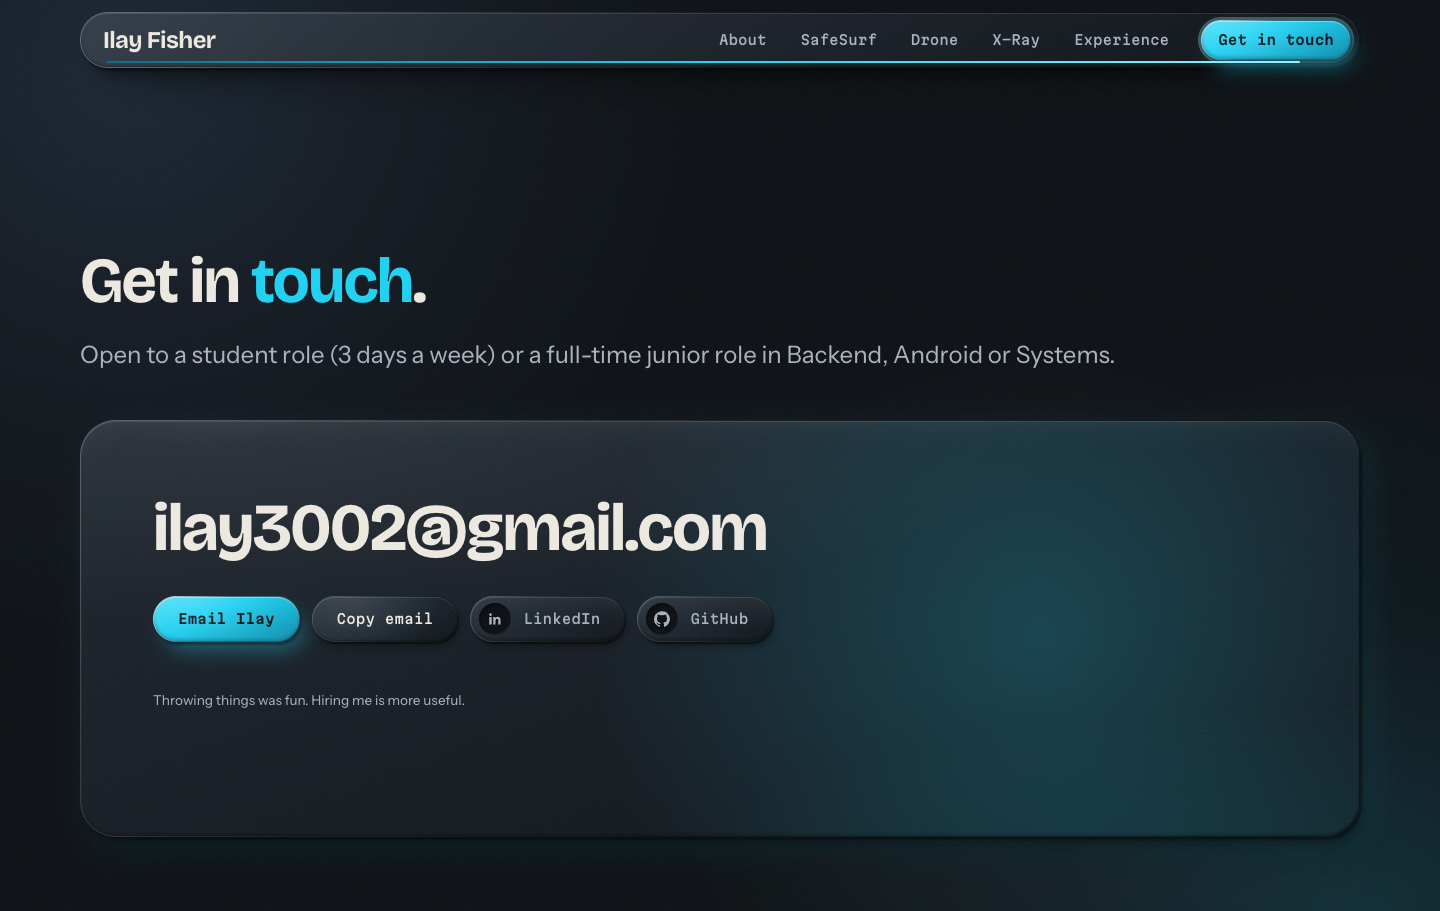 Ilay Fisher
About SafeSurf Drone X-Ray Experience Get in touch
Get in touch.
Open to a student role (3 days a week) or a full-time junior role in Backend, Android or Systems.
ilay3002@gmail.com
Email Ilay Copy email in LinkedIn GitHub
Throwing things was fun. Hiring me is more useful.